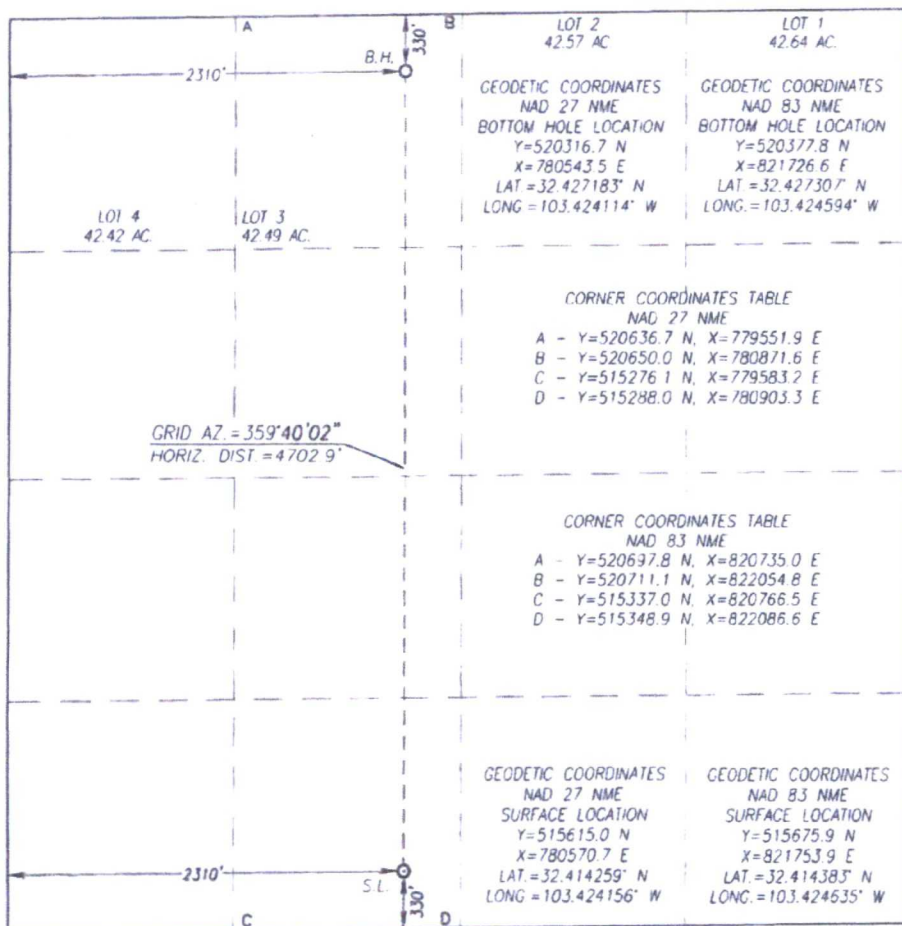 A
B
330'
B.H.
2310'
LOT 2
42.57 AC
LOT 1
42.64 AC.
GEODETIC COORDINATES
NAD 27 NME
BOTTOM HOLE LOCATION
Y=520316.7 N
X=780543.5 E
LAT.=32.427183° N
LONG.=103.424114° W
GEODETIC COORDINATES
NAD 83 NME
BOTTOM HOLE LOCATION
Y=520377.8 N
X=821726.6 E
LAT.=32.427307° N
LONG.=103.424594° W
LOT 4
42.42 AC.
LOT 3
42.49 AC.
CORNER COORDINATES TABLE
NAD 27 NME
A - Y=520636.7 N, X=779551.9 E
B - Y=520650.0 N, X=780871.6 E
C - Y=515276.1 N, X=779583.2 E
D - Y=515288.0 N, X=780903.3 E
GRID AZ.=359°40'02"
HORIZ. DIST.=4702.9'
CORNER COORDINATES TABLE
NAD 83 NME
A - Y=520697.8 N, X=820735.0 E
B - Y=520711.1 N, X=822054.8 E
C - Y=515337.0 N, X=820766.5 E
D - Y=515348.9 N, X=822086.6 E
GEODETIC COORDINATES
NAD 27 NME
SURFACE LOCATION
Y=515615.0 N
X=780570.7 E
LAT.=32.414259° N
LONG.=103.424156° W
GEODETIC COORDINATES
NAD 83 NME
SURFACE LOCATION
Y=515675.9 N
X=821753.9 E
LAT.=32.414383° N
LONG.=103.424635° W
2310'
S.L.
330'
C
D